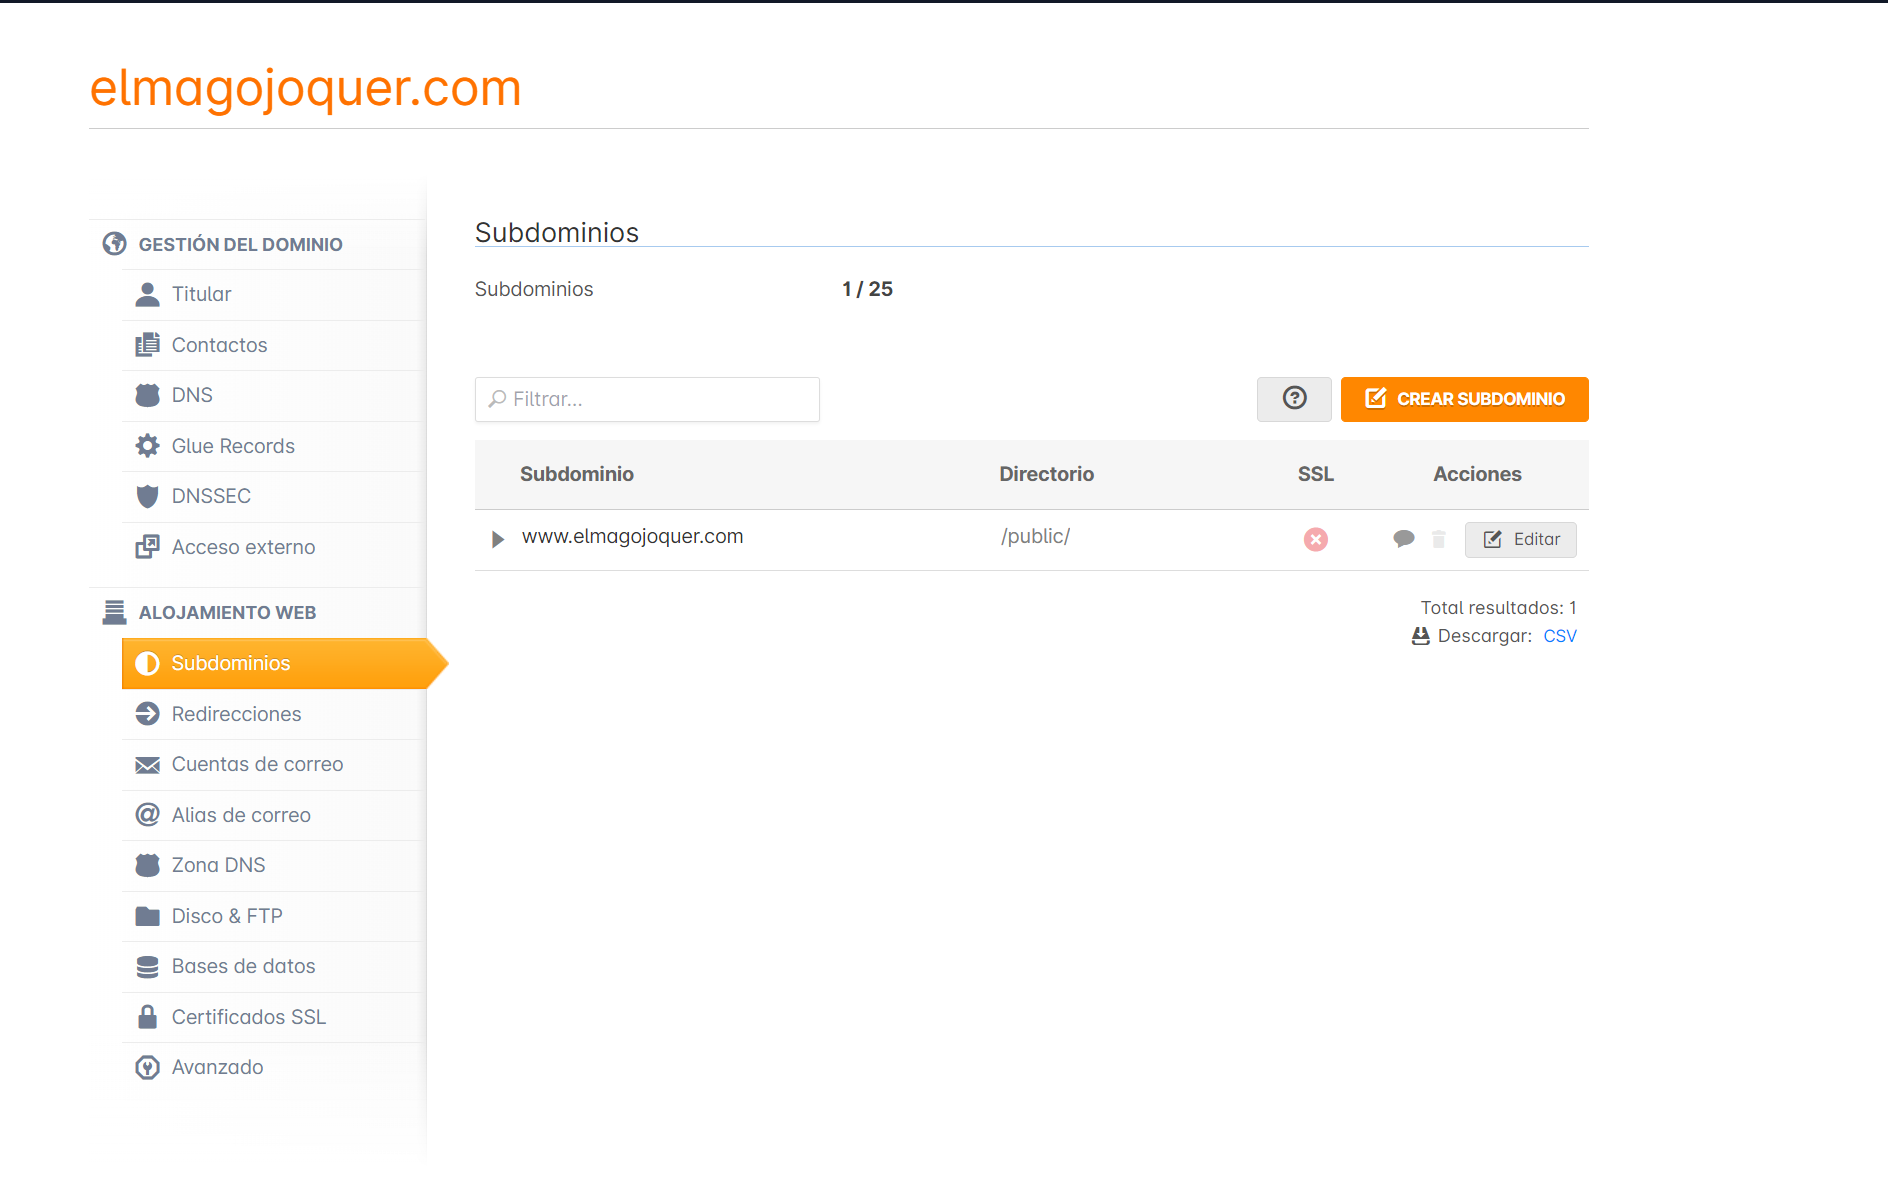 elmagojoquer.com
GESTIÓN DEL DOMINIO
Titular
Contactos
DNS
Glue Records
DNSSEC
Acceso externo
ALOJAMIENTO WEB
Subdominios
Redirecciones
Cuentas de correo
Alias de correo
Zona DNS
Disco & FTP
Bases de datos
Certificados SSL
Avanzado
Subdominios
Subdominios 1 / 25
Filtrar...
CREAR SUBDOMINIO
Subdominio Directorio SSL Acciones
www.elmagojoquer.com /public/ Editar
Total resultados: 1
Descargar: CSV